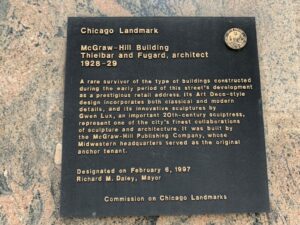 Chicago Landmark
McGraw-Hill Building
Thielbar and Fugard, architect
1928-29
A rare survivor of the type of buildings constructed
during the early period of this street's development
as a prestigious retail address. Its Art Deco-style
design incorporates both classical and modern
details, and its innovative sculptures by
Gwen Lux, an important 20th-century sculptress,
represent one of the city's finest collaborations
of sculpture and architecture. It was built by
the McGraw-Hill Publishing Company, whose
Midwestern headquarters served as the original
anchor tenant.
Designated on February 6, 1997
Richard M. Daley, Mayor
Commission on Chicago Landmarks